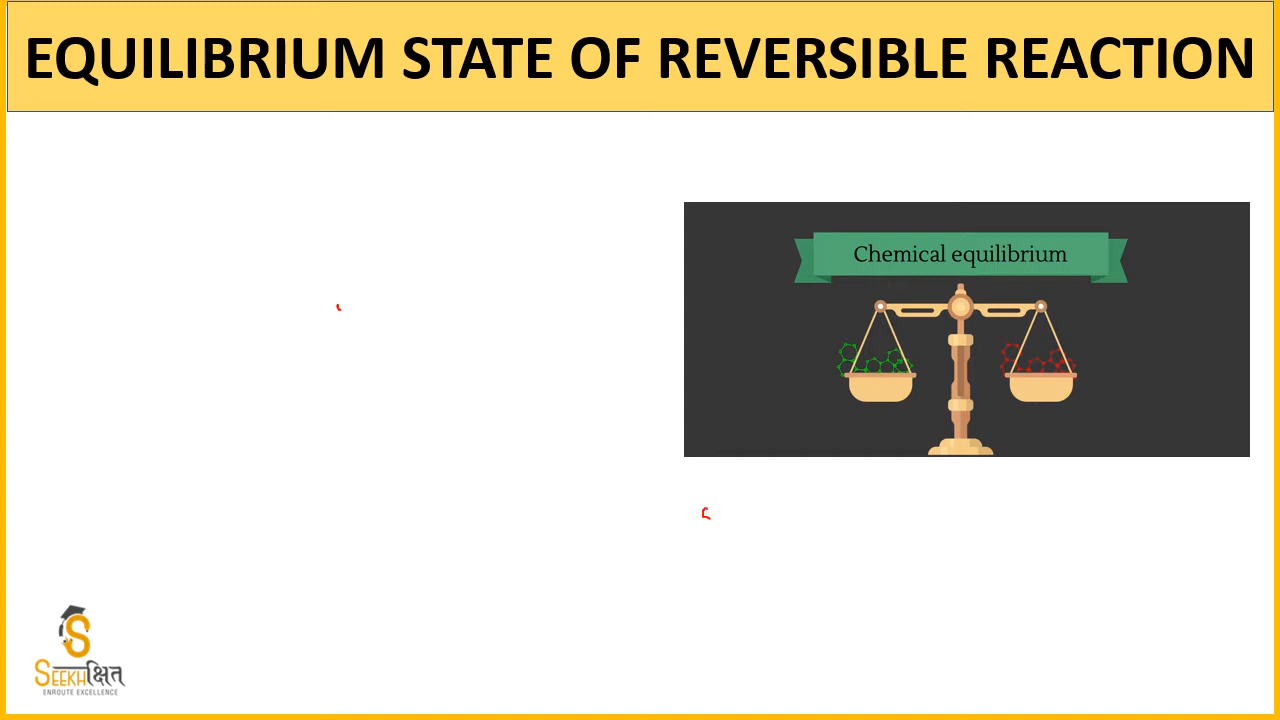 EQUILIBRIUM STATE OF REVERSIBLE REACTION
Chemical equilibrium
SEEKHक्षित
ENROUTE EXCELLENCE